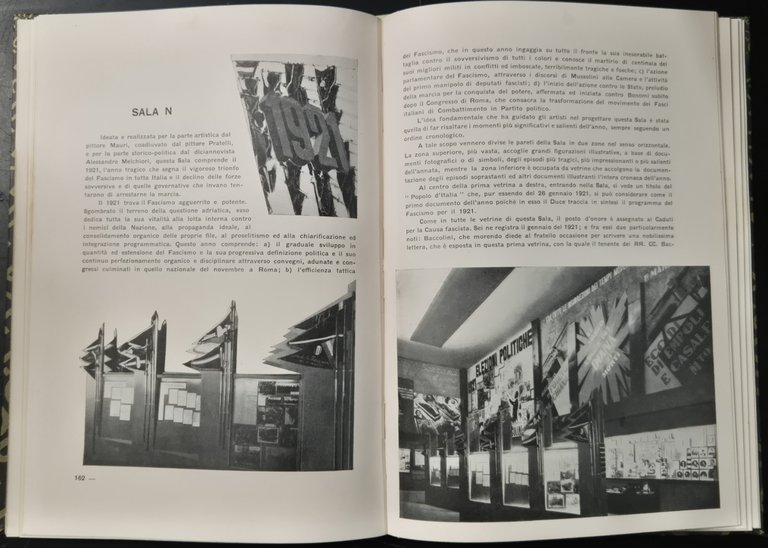 SALA N
1921
Ideata e realizzata per la parte artistica dal
pittore Mauri, coadiuvato dal pittore Pratelli,
e per la parte storico-politica dal diciannovista
Alessandro Melchiori, questa Sala comprende il
1921, l'anno tragico che segna il vigoroso trionfo
del Fascismo in tutta Italia e il declino delle forze
sovversive e di quelle governative che invano ten-
tarono di arrestarne la marcia.
Il 1921 trova il Fascismo agguerrito e potente.
Sgombrato il terreno della questione adriatica, esso
dedica tutta la sua vitalità alla lotta interna contro
i nemici della Nazione, alla propaganda ideale, al
consolidamento organico delle proprie file, al proselitismo ed alla chiarificazione ed
integrazione programmatica. Questo anno comprende: a) il graduale sviluppo in
quantità ed estensione del Fascismo e la sua progressiva definizione politica e il suo
continuo perfezionamento organico e disciplinare attraverso convegni, adunate e con-
gressi culminati in quello nazionale del novembre a Roma; b) l'efficienza tattica
162 —
del Fascismo, che in questo anno ingaggia su tutto il fronte la sua inesorabile bat-
taglia contro il sovversivismo di tutti i colori e conosce il martirio di centinaia dei
suoi migliori militi in conflitti ed imboscate, terribilmente tragiche e fosche; c) l'azione
parlamentare del Fascismo, attraverso i discorsi di Mussolini alla Camera e l'attività
del primo manipolo di deputati fascisti; d) l'inizio dell'azione contro lo Stato, preludio
della marcia per la conquista del potere, affermata ed iniziata contro Bonomi subito
dopo il Congresso di Roma, che consacra la trasformazione del movimento dei Fasci
italiani di Combattimento in Partito politico.
L'idea fondamentale che ha guidato gli artisti nel progettare questa Sala è stata
quella di far risaltare i momenti più significativi e salienti dell'anno, sempre seguendo un
ordine cronologico.
A tale scopo vennero divise le pareti della Sala in due zone nel senso orizzontale.
La zona superiore, più vasta, accoglie grandi figurazioni illustrative, a base di docu-
menti fotografici o di simboli, degli episodi più tragici, più impressionanti o più salienti
dell'annata, mentre la zona inferiore è occupata da vetrine che accolgono la documen-
tazione degli episodi soprastanti ed altri documenti illustranti l'intera cronaca dell'anno.
Al centro della prima vetrina a destra, entrando nella Sala, si vede un titolo del
" Popolo d'Italia " che, pur essendo del 26 gennaio 1921, si può considerare come il
primo documento dell'anno poichè in esso il Duce traccia in sintesi il programma del
Fascismo per il 1921.
Come in tutte le vetrine di questa Sala, il posto d'onore è assegnato ai Caduti
per la Causa fascista. Sei ne registra il gennaio del 1921; e fra essi due particolarmente
noti: Baccolini, che morendo diede al fratello occasione per scrivere una nobilissima
lettera, che è esposta in questa prima vetrina, con la quale il tenente dei RR. CC. Bac-
ELEZIONI POLITICHE
ECCIDI
DI EMPOLI
E CASALE